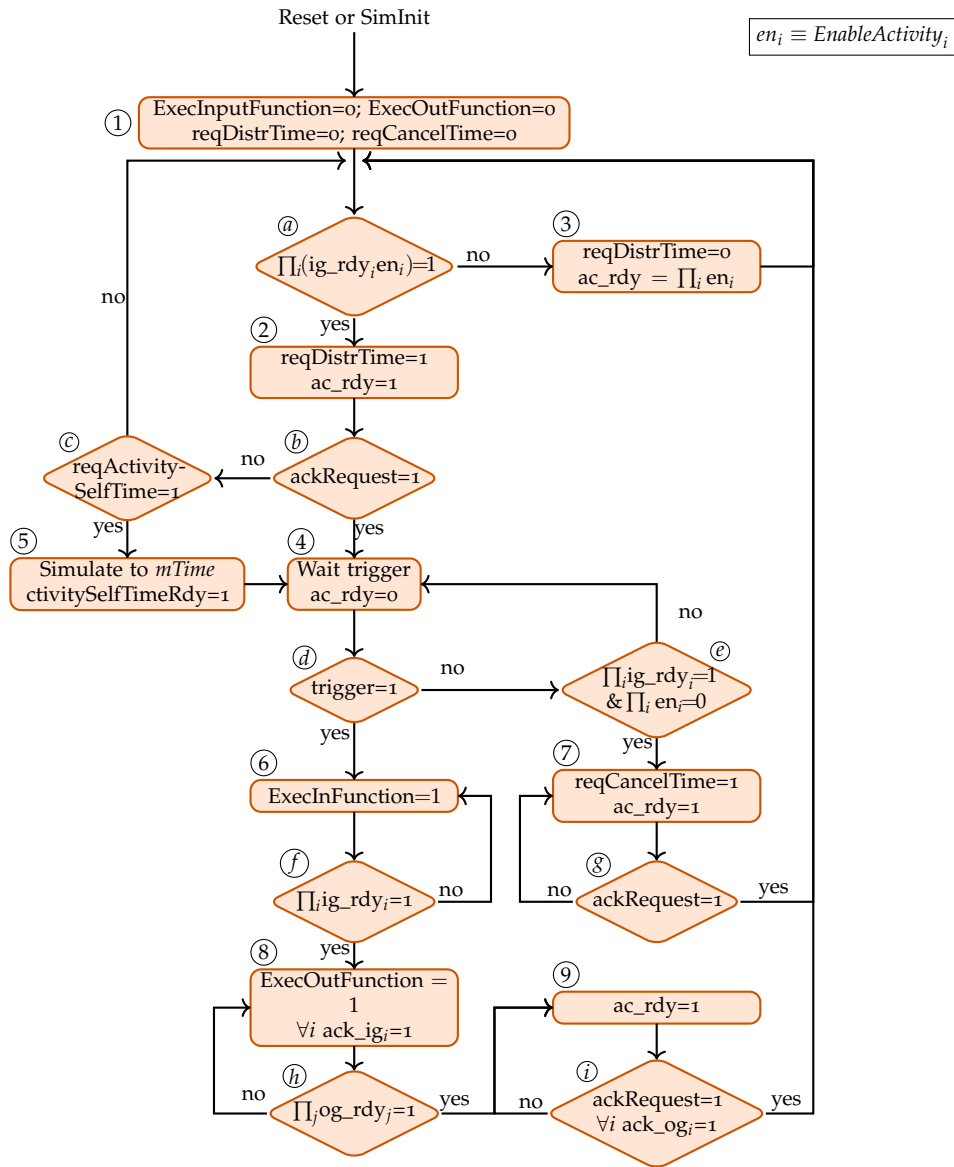 Reset or SimInit
en_i ≡ EnableActivity_i
①
ExecInputFunction=0; ExecOutFunction=0
reqDistrTime=0; reqCancelTime=0
ⓐ
∏_i(ig_rdy_i en_i)=1
no
③
reqDistrTime=0
ac_rdy = ∏_i en_i
no
yes
②
reqDistrTime=1
ac_rdy=1
ⓒ
reqActivity-
SelfTime=1
no
ⓑ
ackRequest=1
yes
yes
⑤
Simulate to mTime
ctivitySelfTimeRdy=1
④
Wait trigger
ac_rdy=0
no
ⓓ
trigger=1
no
ⓔ
∏_i ig_rdy_i=1
& ∏_i en_i=0
yes
yes
⑥
ExecInFunction=1
⑦
reqCancelTime=1
ac_rdy=1
ⓕ
∏_i ig_rdy_i=1
no
ⓖ
no
ackRequest=1
yes
yes
⑧
ExecOutFunction =
1
∀i ack_ig_i=1
⑨
ac_rdy=1
ⓗ
no
∏_j og_rdy_j=1
yes
ⓘ
no
ackRequest=1
∀i ack_og_i=1
yes